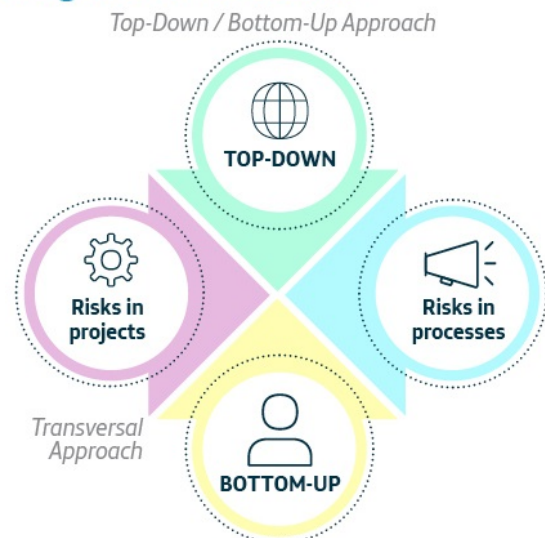 Top-Down / Bottom-Up Approach
TOP-DOWN
Risks in
projects
Risks in
processes
Transversal
Approach
BOTTOM-UP